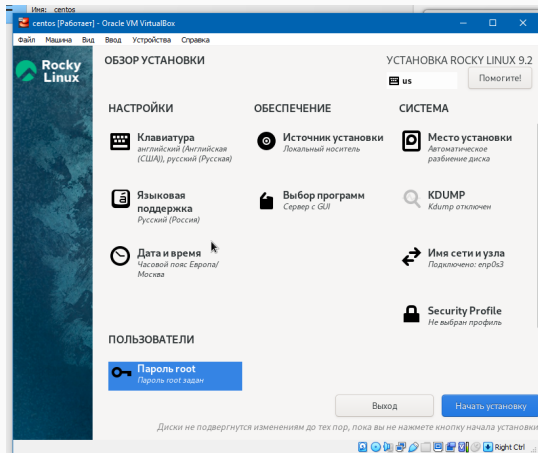 Имя: centos
centos [Работает] - Oracle VM VirtualBox
Файл Машина Вид Ввод Устройства Справка
Rocky
Linux
ОБЗОР УСТАНОВКИ
УСТАНОВКА ROCKY LINUX 9.2
us
Помогите!
НАСТРОЙКИ
ОБЕСПЕЧЕНИЕ
СИСТЕМА
Клавиатура
английский (Английская
(США)), русский (Русская)
Источник установки
Локальный носитель
Место установки
Автоматическое
разбиение диска
Языковая
поддержка
Русский (Россия)
Выбор программ
Сервер с GUI
KDUMP
Kdump отключен
Дата и время
Часовой пояс Европа/
Москва
Имя сети и узла
Подключено: enp0s3
Security Profile
Не выбран профиль
ПОЛЬЗОВАТЕЛИ
Пароль root
Пароль root задан
Выход
Начать установку
Диски не подвергнутся изменениям до тех пор, пока вы не нажмете кнопку начала установки
Right Ctrl